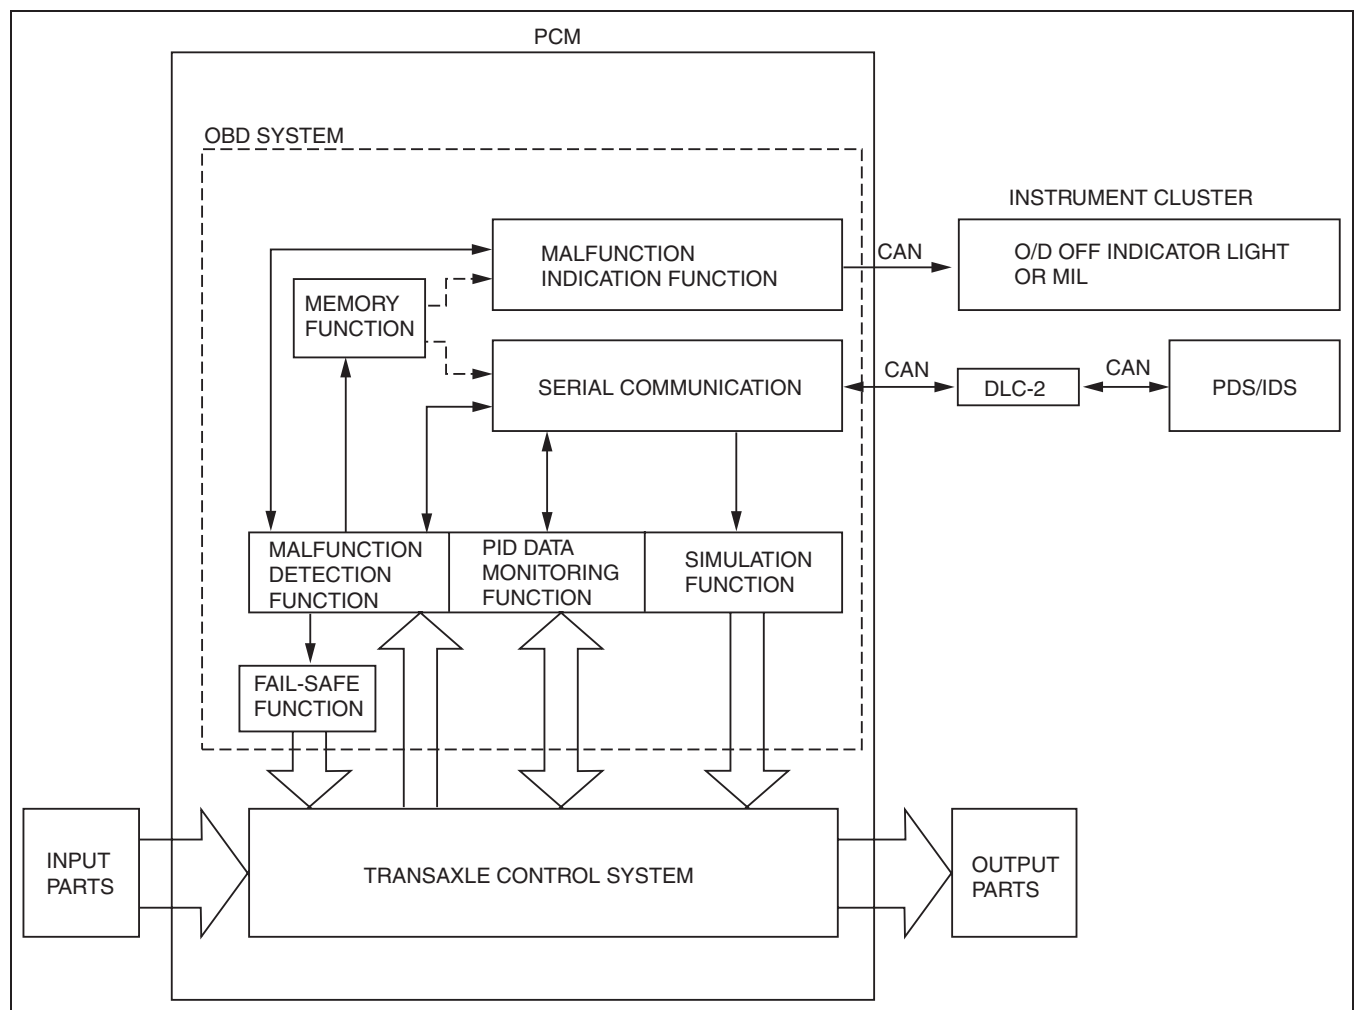 PCM
OBD SYSTEM
INSTRUMENT CLUSTER
MALFUNCTION
INDICATION FUNCTION
CAN
O/D OFF INDICATOR LIGHT
OR MIL
MEMORY
FUNCTION
SERIAL COMMUNICATION
CAN
DLC-2
CAN
PDS/IDS
MALFUNCTION
DETECTION
FUNCTION
PID DATA
MONITORING
FUNCTION
SIMULATION
FUNCTION
FAIL-SAFE
FUNCTION
INPUT
PARTS
TRANSAXLE CONTROL SYSTEM
OUTPUT
PARTS